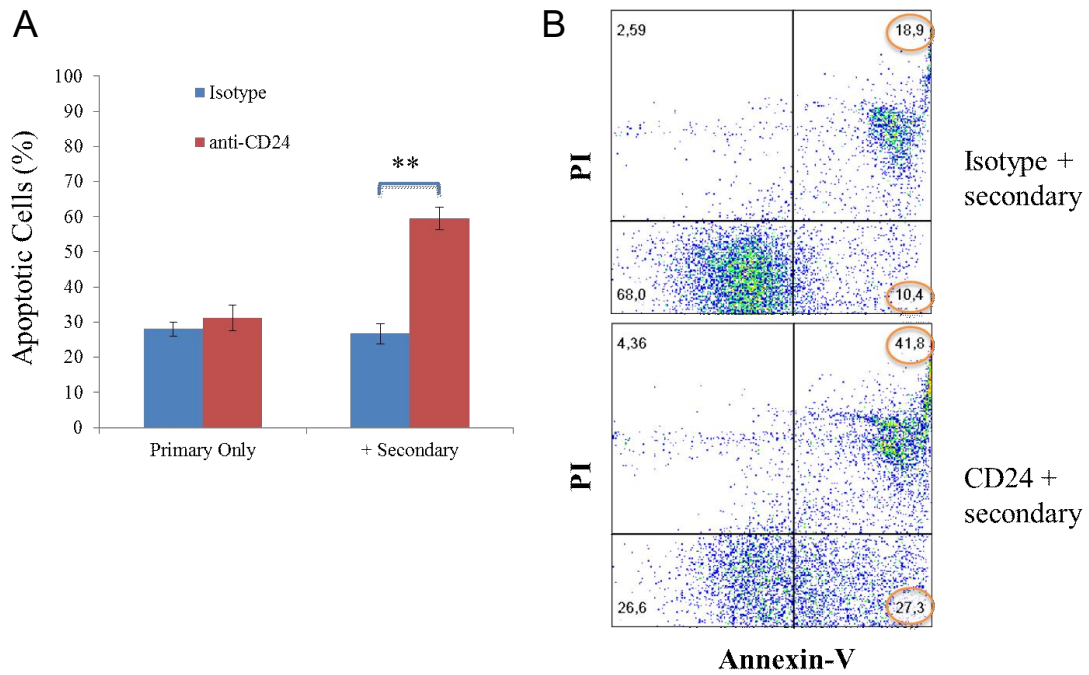 A
Apoptotic Cells (%)
100
90
80
70
60
50
40
30
20
10
0
Isotype
anti-CD24
**
Primary Only
+ Secondary
B
PI
2,59
18,9
68,0
10,4
Isotype +
secondary
PI
4,36
41,8
26,6
27,3
CD24 +
secondary
Annexin-V